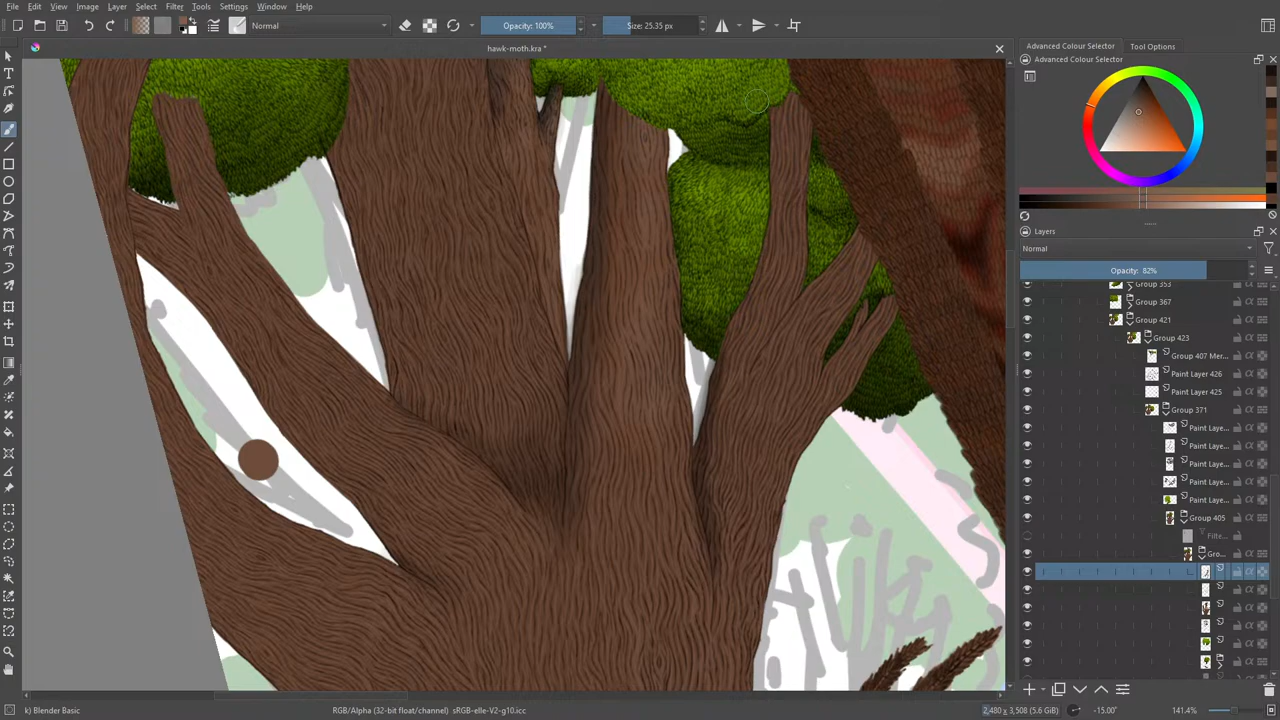 File Edit View Image Layer Select Filter Tools Settings Window Help
Normal
Opacity: 100%
Size: 25.35 px
hawk-moth.kra *
Advanced Colour Selector
Tool Options
Advanced Colour Selector
Layers
Normal
Opacity: 82%
Group 353
Group 367
Group 421
Group 423
Group 407 Mer...
Paint Layer 426
Paint Layer 425
Group 371
Paint Laye...
Paint Laye...
Paint Laye...
Paint Laye...
Paint Laye...
Group 405
Filte...
Gro...
k) Blender Basic
RGB/Alpha (32-bit float/channel) sRGB-elle-V2-g10.icc
2,480 x 3,508 (5.6 GiB)
-15.00°
141.4%